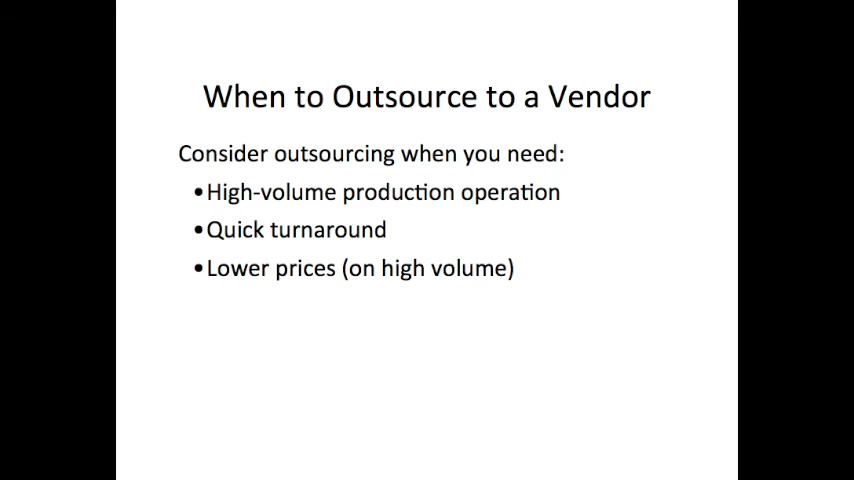 When to Outsource to a Vendor
Consider outsourcing when you need:
•High-volume production operation
•Quick turnaround
•Lower prices (on high volume)